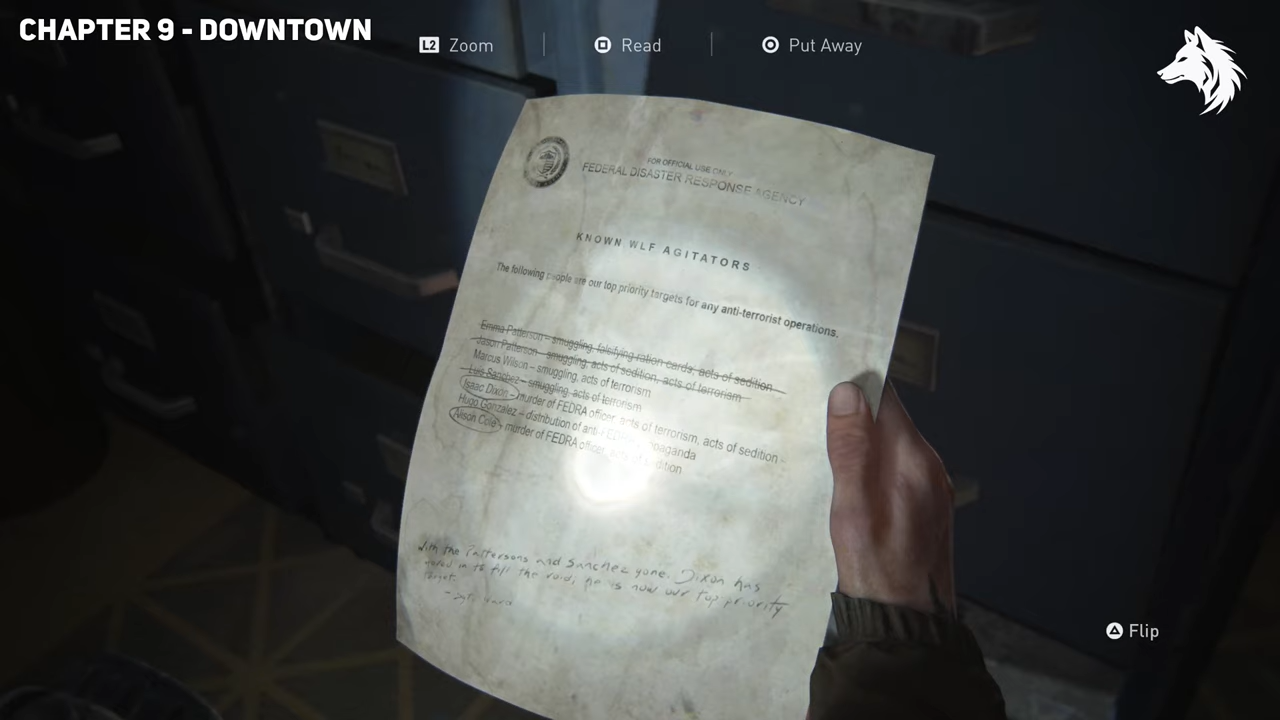 CHAPTER 9 - DOWNTOWN
L2 Zoom
Read
Put Away
FOR OFFICIAL USE ONLY
FEDERAL DISASTER RESPONSE AGENCY
KNOWN WLF AGITATORS
The following people are our top priority targets for any anti-terrorist operations.
Emma Patterson - smuggling, falsifying ration cards, acts of sedition
Jason Patterson - smuggling, acts of sedition, acts of terrorism
Marcus Wilson - smuggling, acts of terrorism
Luis Sanchez - smuggling, acts of terrorism
Isaac Dixon - murder of FEDRA officer, acts of terrorism, acts of sedition
Hugo Gonzalez - distribution of anti-FEDRA propaganda
Alison Cole - murder of FEDRA officer, acts of sedition
With the Pattersons and Sanchez gone, Dixon has
moved in to fill the void; he is now our top priority
target.
Flip